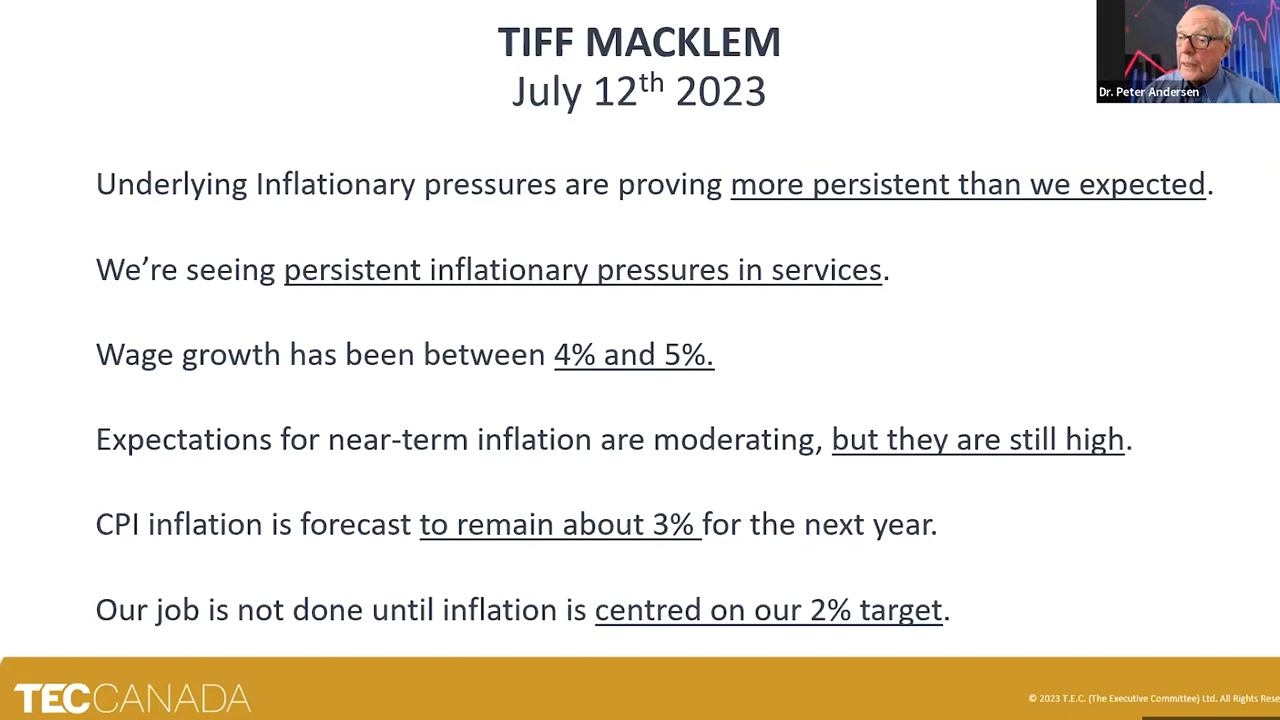 TIFF MACKLEM
July 12th 2023
Dr. Peter Andersen
Underlying Inflationary pressures are proving more persistent than we expected.
We’re seeing persistent inflationary pressures in services.
Wage growth has been between 4% and 5%.
Expectations for near-term inflation are moderating, but they are still high.
CPI inflation is forecast to remain about 3% for the next year.
Our job is not done until inflation is centred on our 2% target.
TECCANADA
© 2023 T.E.C. (The Executive Committee) Ltd. All Rights Rese